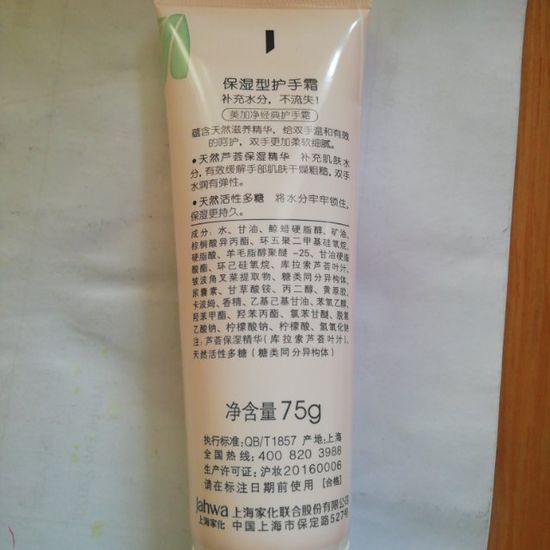 保湿型护手霜
补充水分，不流失！
美加净经典护手霜
蕴含天然滋养精华，给双手温和有效
的呵护，双手更加柔软细腻。
●天然芦荟保湿精华 补充肌肤水
分，有效缓解手部肌肤干燥粗糙，双手
水润有弹性。
●天然活性多糖 将水分牢牢锁住，
保湿更持久。
成分：水、甘油、鲸蜡硬脂醇、矿油、
棕榈酸异丙酯、环五聚二甲基硅氧烷、
硬脂酸、羊毛脂醇聚醚-25、甘油硬脂
酸酯、环己硅氧烷、库拉索芦荟叶汁、
皱波角叉菜提取物、糖类同分异构体、
尿囊素、甘草酸铵、丙二醇、黄原胶、
卡波姆、香精、乙基己基甘油、苯氧乙醇、
羟苯甲酯、羟苯丙酯、氯苯甘醚、脱氢
乙酸钠、柠檬酸钠、柠檬酸、氢氧化钠
注：芦荟保湿精华（库拉索芦荟叶汁）、
天然活性多糖（糖类同分异构体）
净含量 75g
执行标准：QB/T1857 产地：上海
全国热线：400 820 3988
生产许可证：沪妆20160006
请在标注日期前使用［合格］
Jahwa 上海家化联合股份有限公司
上海家化 中国上海市保定路527号